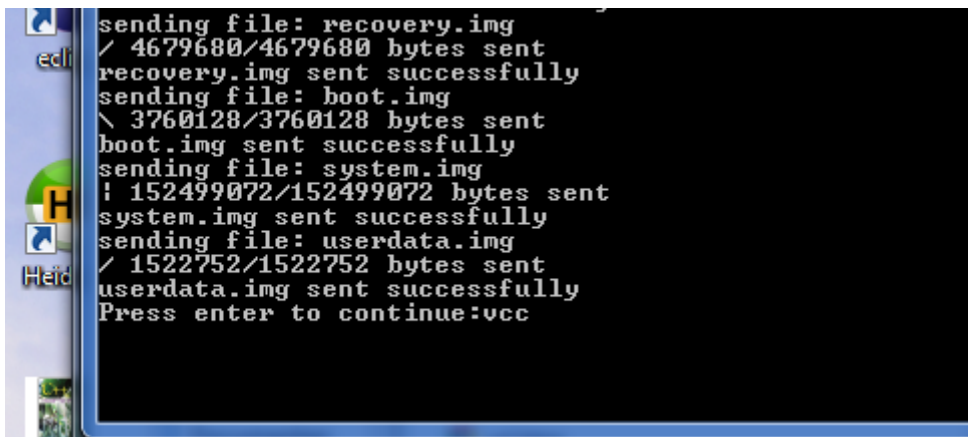 sending file: recovery.img
/ 4679680/4679680 bytes sent
recovery.img sent successfully
sending file: boot.img
\ 3760128/3760128 bytes sent
boot.img sent successfully
sending file: system.img
¦ 152499072/152499072 bytes sent
system.img sent successfully
sending file: userdata.img
/ 1522752/1522752 bytes sent
userdata.img sent successfully
Press enter to continue:vcc
ecli
H
Heid
C++